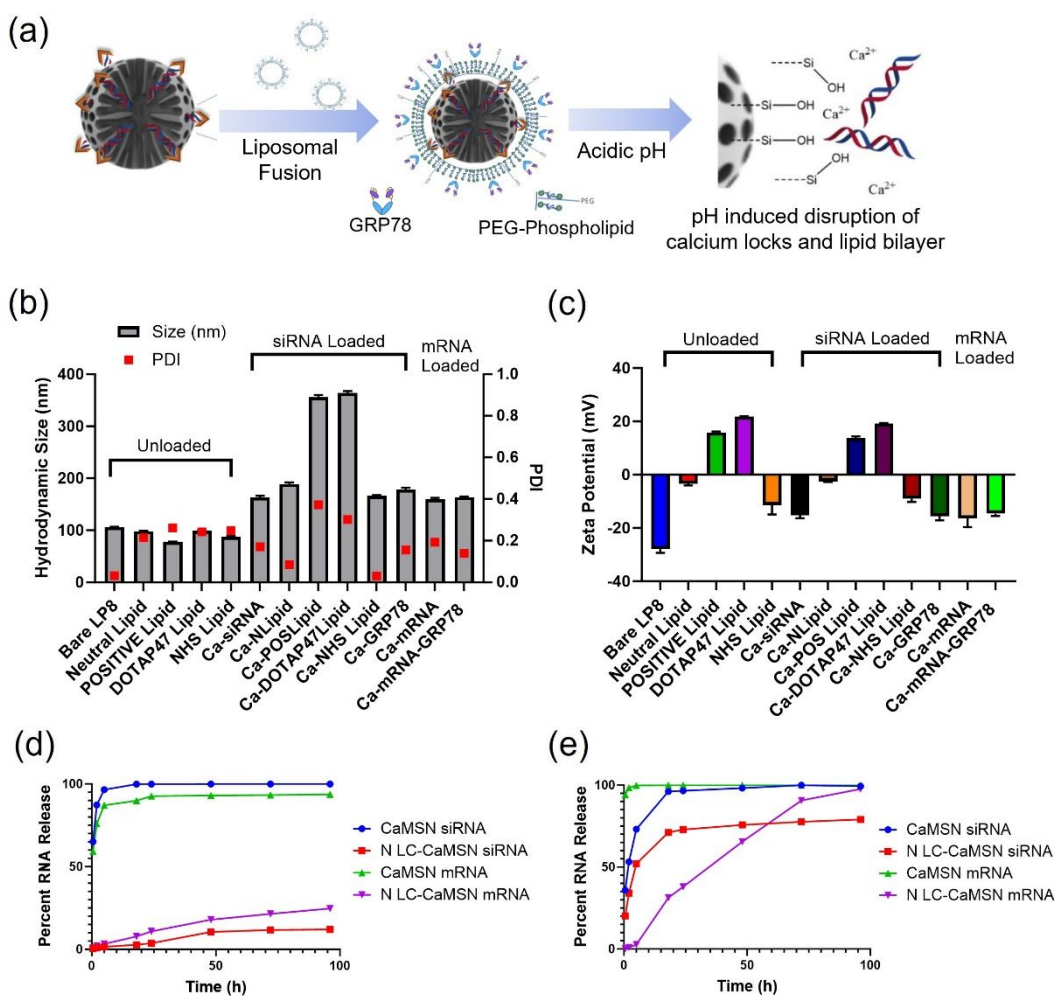 (a)
Liposomal
Fusion
GRP78
PEG
PEG-Phospholipid
Acidic pH
Si
OH
Ca2+
Si—OH
Ca2+
Si—OH
OH
Si
Ca2+
pH induced disruption of
calcium locks and lipid bilayer
(b)
Size (nm)
PDI
siRNA Loaded
mRNA
Loaded
Unloaded
Hydrodynamic Size (nm)
400
300
200
100
0
1.0
0.8
0.6
0.4
0.2
0.0
PDI
Bare LP8
Neutral Lipid
POSITIVE Lipid
DOTAP47 Lipid
NHS Lipid
Ca-siRNA
Ca-NLipid
Ca-POSLipid
Ca-DOTAP47Lipid
Ca-NHS Lipid
Ca-GRP78
Ca-mRNA
Ca-mRNA-GRP78
(c)
Unloaded
siRNA Loaded
mRNA
Loaded
Zeta Potential (mV)
40
20
0
-20
-40
Bare LP8
Neutral Lipid
POSITIVE Lipid
DOTAP47 Lipid
NHS Lipid
Ca-siRNA
Ca-NLipid
Ca-POS Lipid
Ca-DOTAP47 Lipid
Ca-NHS Lipid
Ca-GRP78
Ca-mRNA
Ca-mRNA-GRP78
(d)
Percent RNA Release
100
50
0
0
50
100
Time (h)
CaMSN siRNA
N LC-CaMSN siRNA
CaMSN mRNA
N LC-CaMSN mRNA
(e)
Percent RNA Release
100
50
0
0
50
100
Time (h)
CaMSN siRNA
N LC-CaMSN siRNA
CaMSN mRNA
N LC-CaMSN mRNA